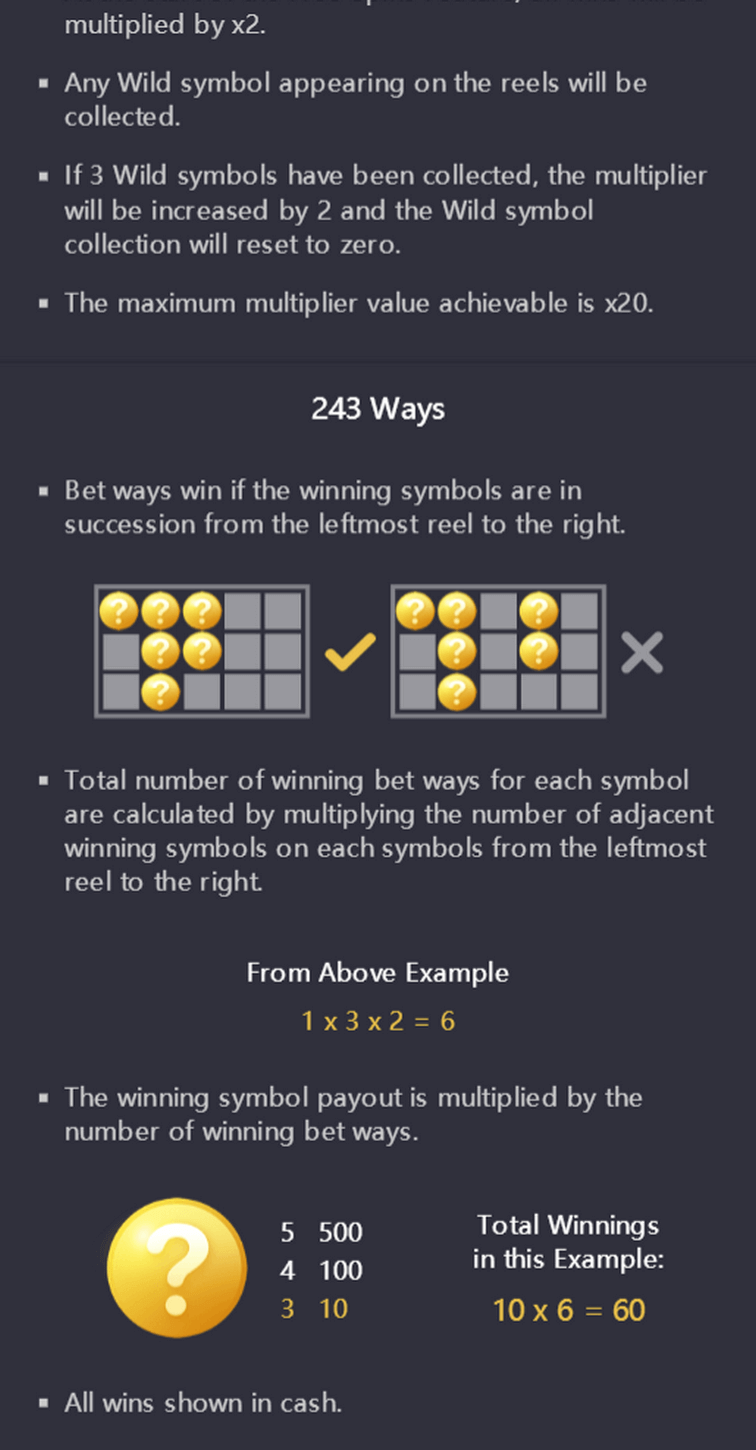 multiplied by x2.
▪ Any Wild symbol appearing on the reels will be
collected.
▪ If 3 Wild symbols have been collected, the multiplier
will be increased by 2 and the Wild symbol
collection will reset to zero.
▪ The maximum multiplier value achievable is x20.
243 Ways
▪ Bet ways win if the winning symbols are in
succession from the leftmost reel to the right.
? ? ? ? ? ?
? ? ? ?
? ?
▪ Total number of winning bet ways for each symbol
are calculated by multiplying the number of adjacent
winning symbols on each symbols from the leftmost
reel to the right.
From Above Example
1 x 3 x 2 = 6
▪ The winning symbol payout is multiplied by the
number of winning bet ways.
?
5 500
4 100
3 10
Total Winnings
in this Example:
10 x 6 = 60
▪ All wins shown in cash.